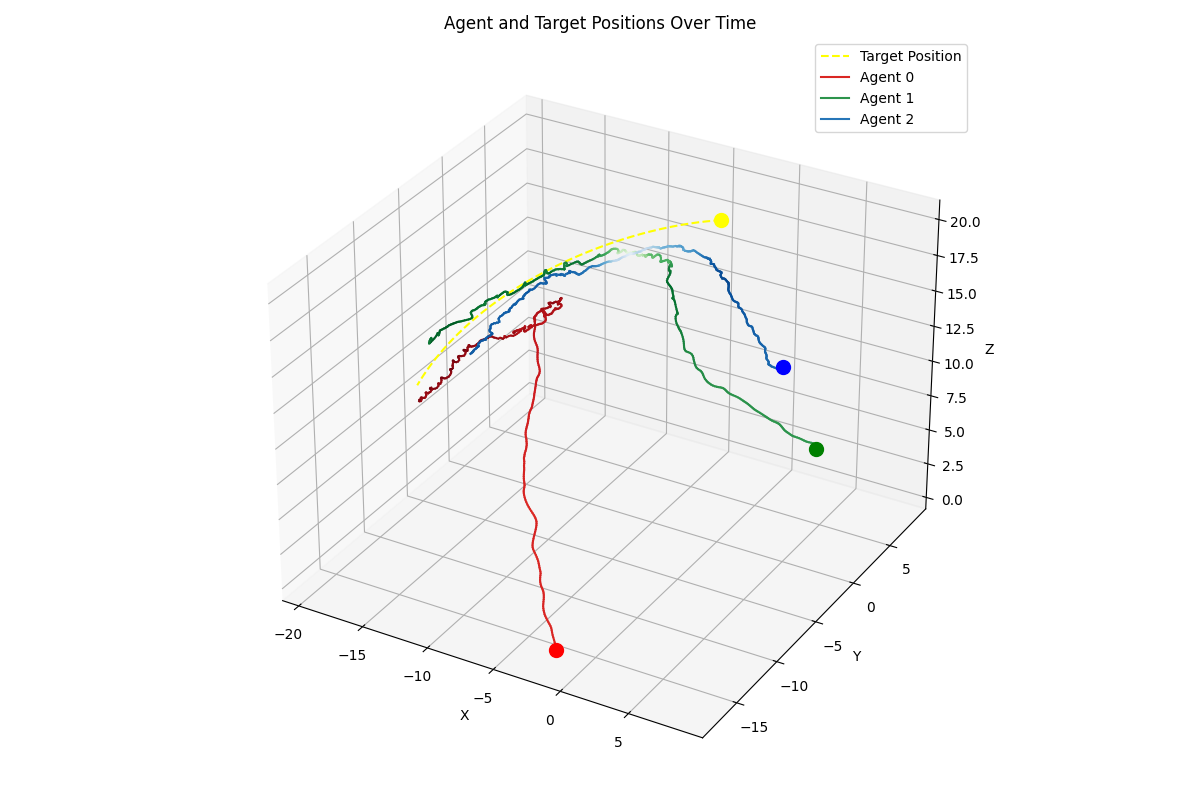 Agent and Target Positions Over Time
Target Position
Agent 0
Agent 1
Agent 2
20.0
17.5
15.0
12.5
10.0
7.5
5.0
2.5
0.0
Z
5
0
−5
−10
−15
Y
−20
−15
−10
−5
0
5
X